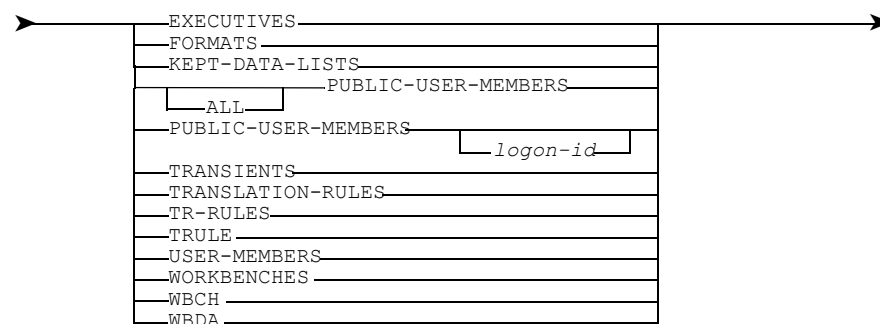 EXECUTIVES
FORMATS
KEPT-DATA-LISTS
PUBLIC-USER-MEMBERS
ALL
PUBLIC-USER-MEMBERS
logon-id
TRANSIENTS
TRANSLATION-RULES
TR-RULES
TRULE
USER-MEMBERS
WORKBENCHES
WBCH
WBDA